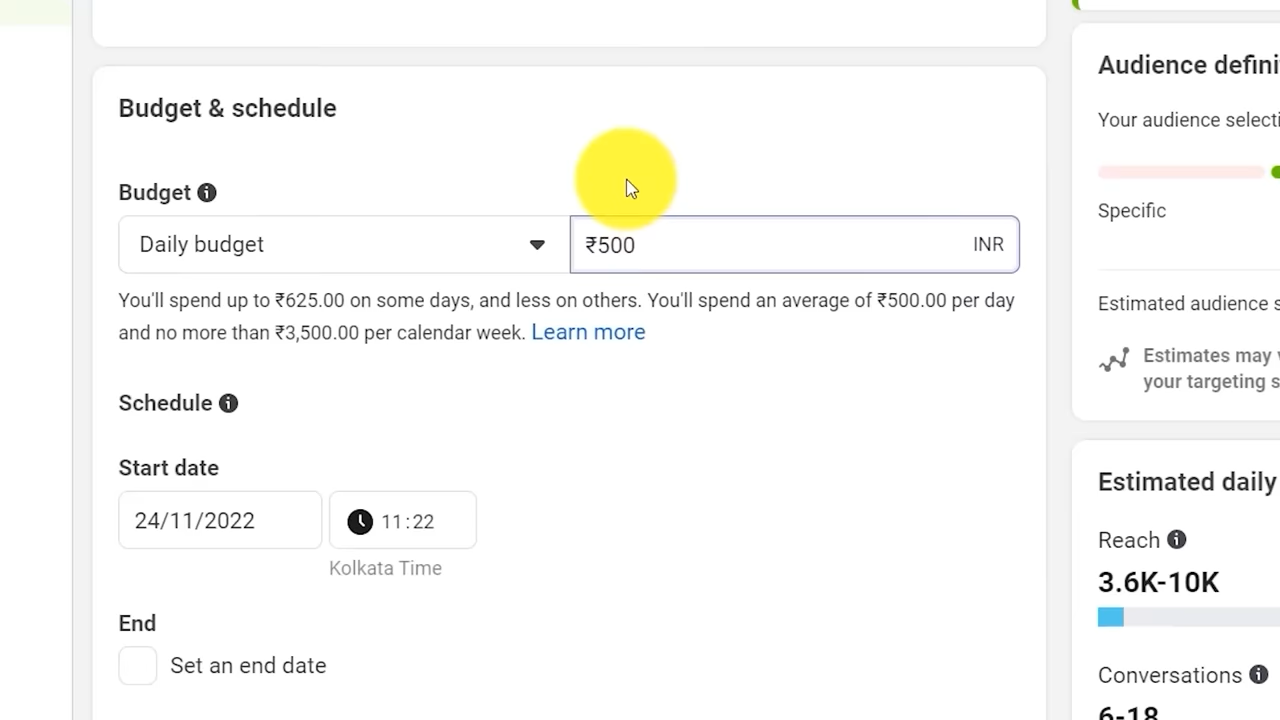 Budget & schedule
Budget
Daily budget
₹500
INR
You'll spend up to ₹625.00 on some days, and less on others. You'll spend an average of ₹500.00 per day
and no more than ₹3,500.00 per calendar week. Learn more
Schedule
Start date
24/11/2022
11:22
Kolkata Time
End
Set an end date
Audience defini
Your audience selecti
Specific
Estimated audience s
Estimates may v
your targeting s
Estimated daily
Reach
3.6K-10K
Conversations
6-18